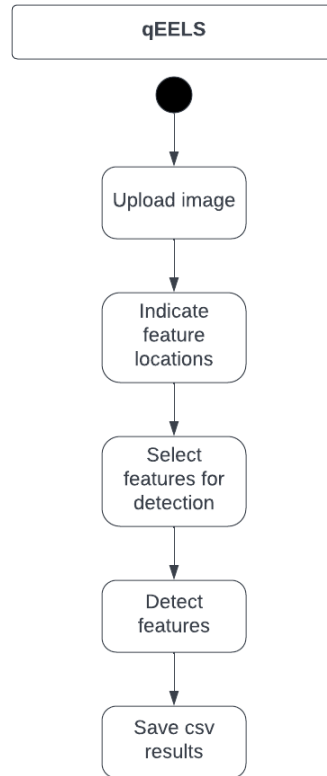 qEELS
Upload image
Indicate
feature
locations
Select
features for
detection
Detect
features
Save csv
results